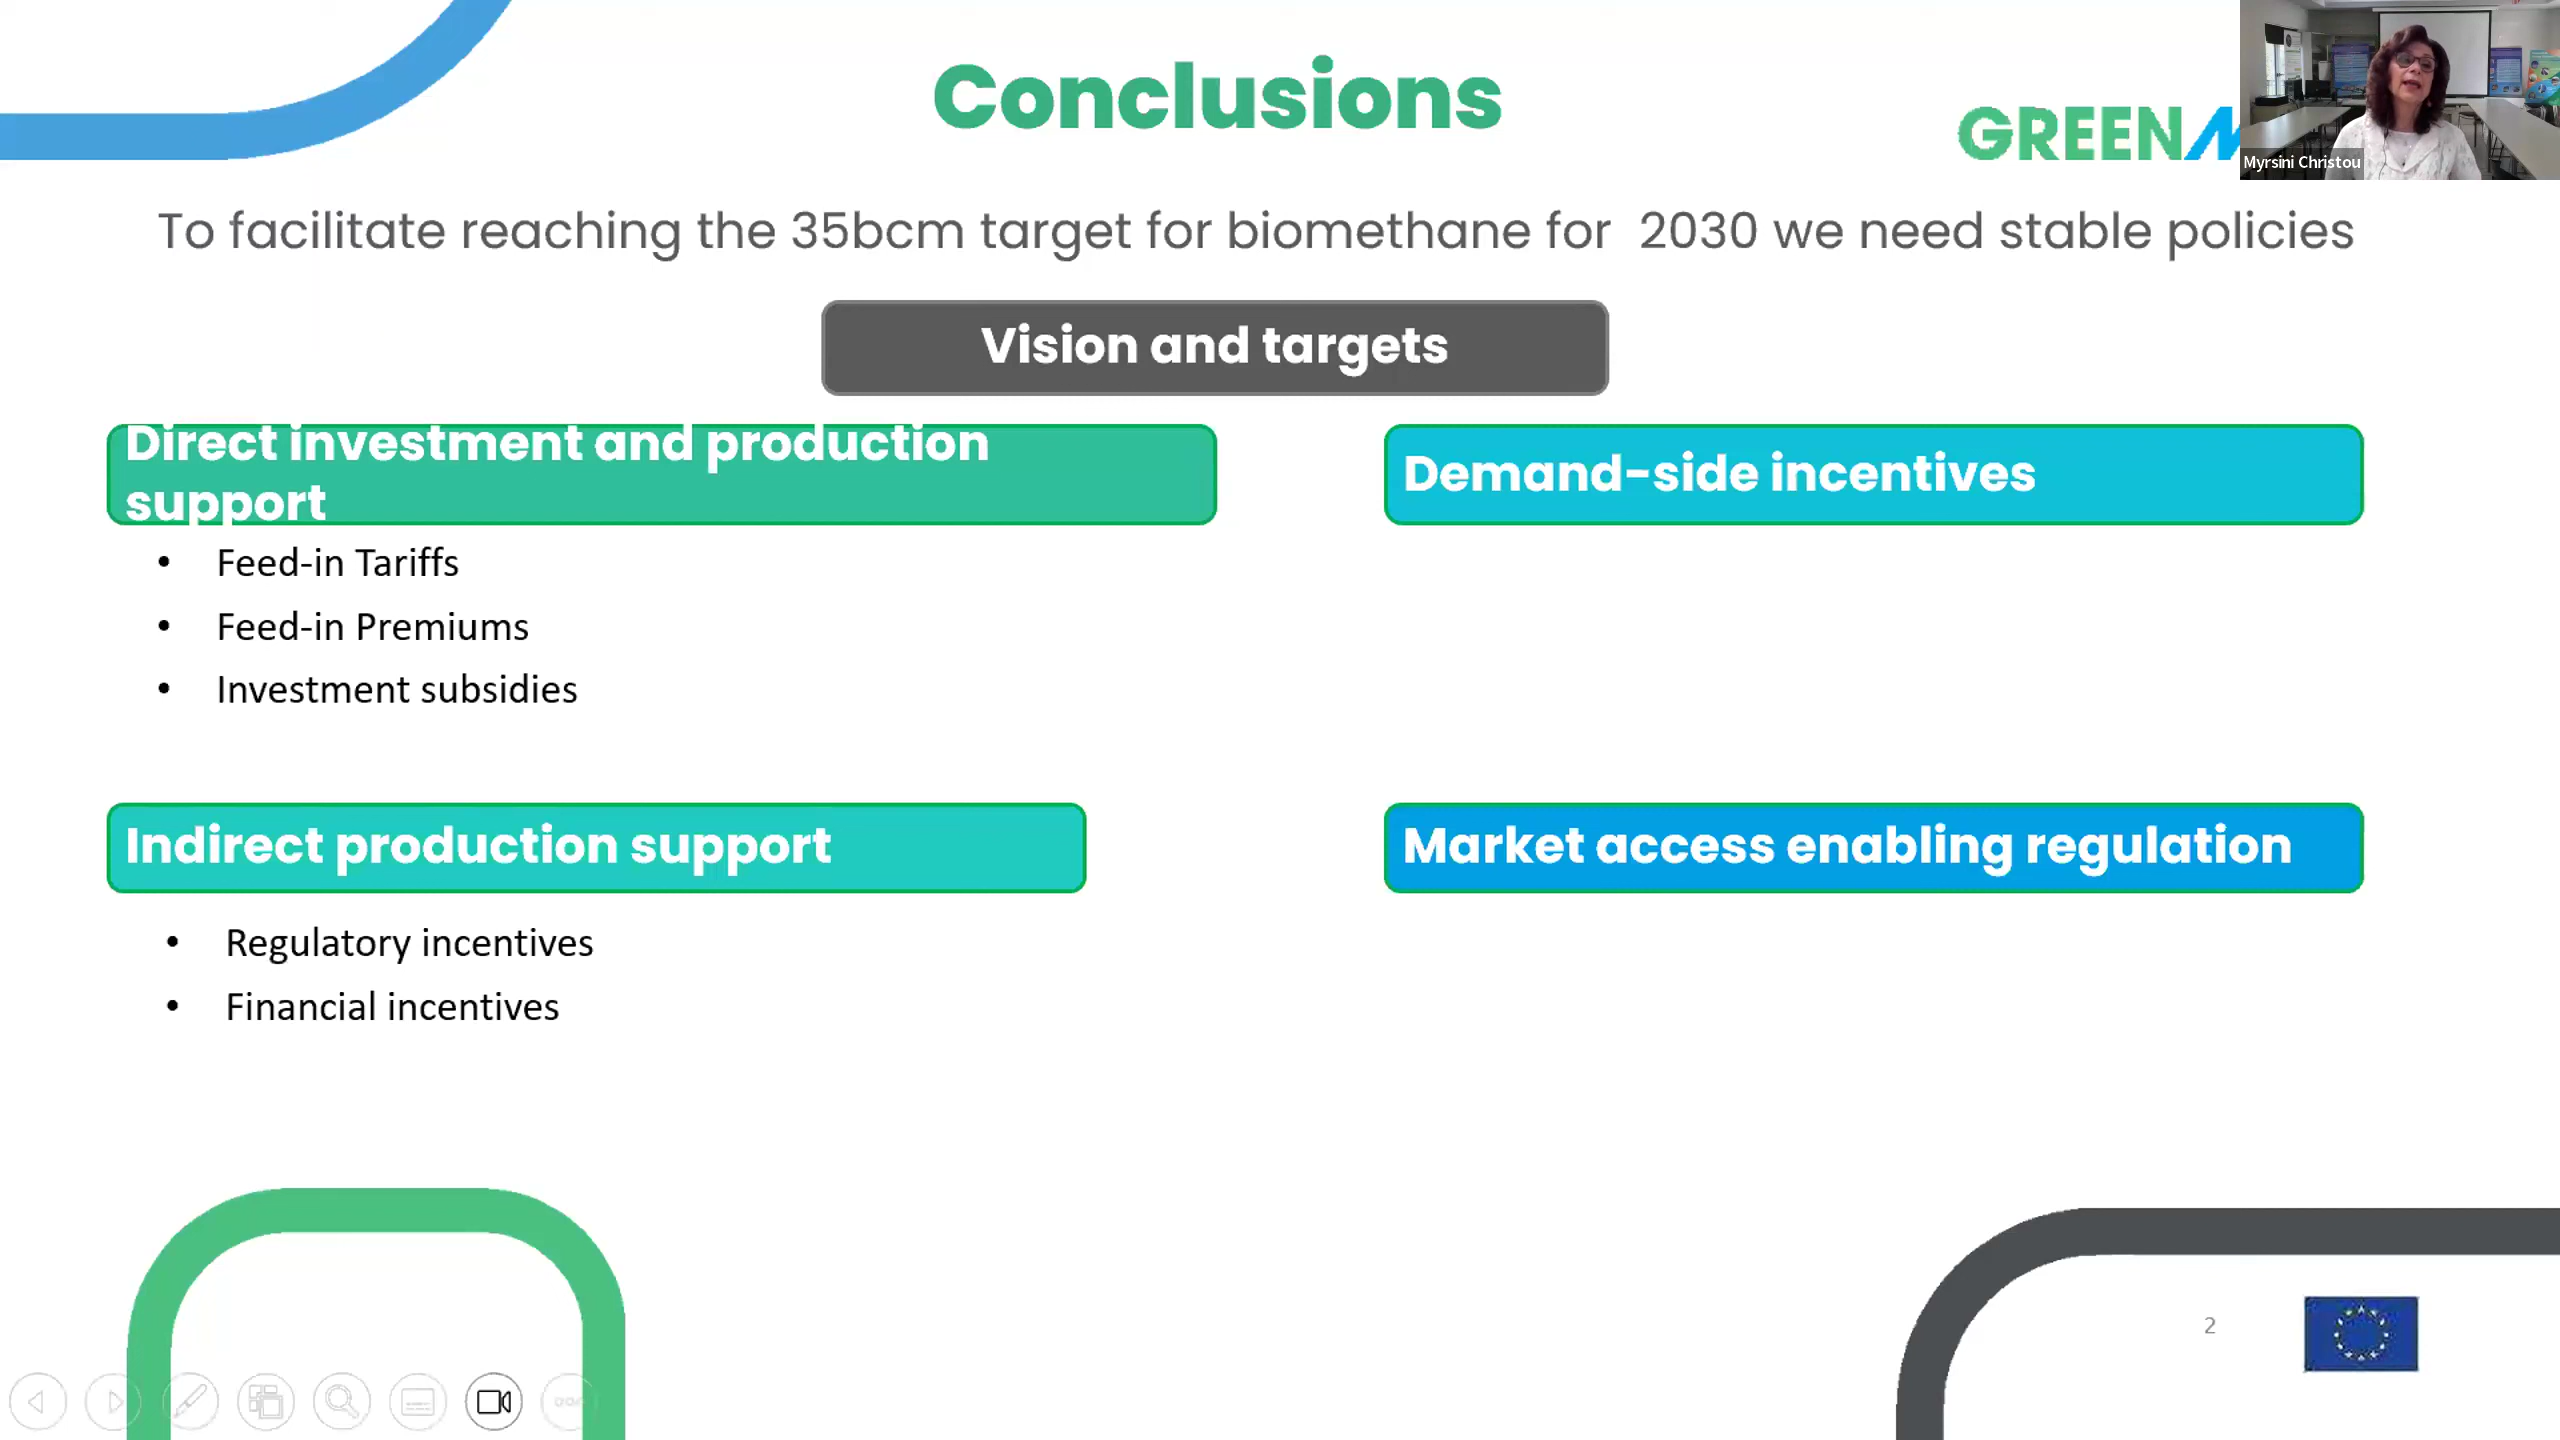 Conclusions
GREEN
Myrsini Christou
To facilitate reaching the 35bcm target for biomethane for 2030 we need stable policies
Vision and targets
Direct investment and production
support
• Feed-in Tariffs
• Feed-in Premiums
• Investment subsidies
Demand-side incentives
Indirect production support
• Regulatory incentives
• Financial incentives
Market access enabling regulation
2